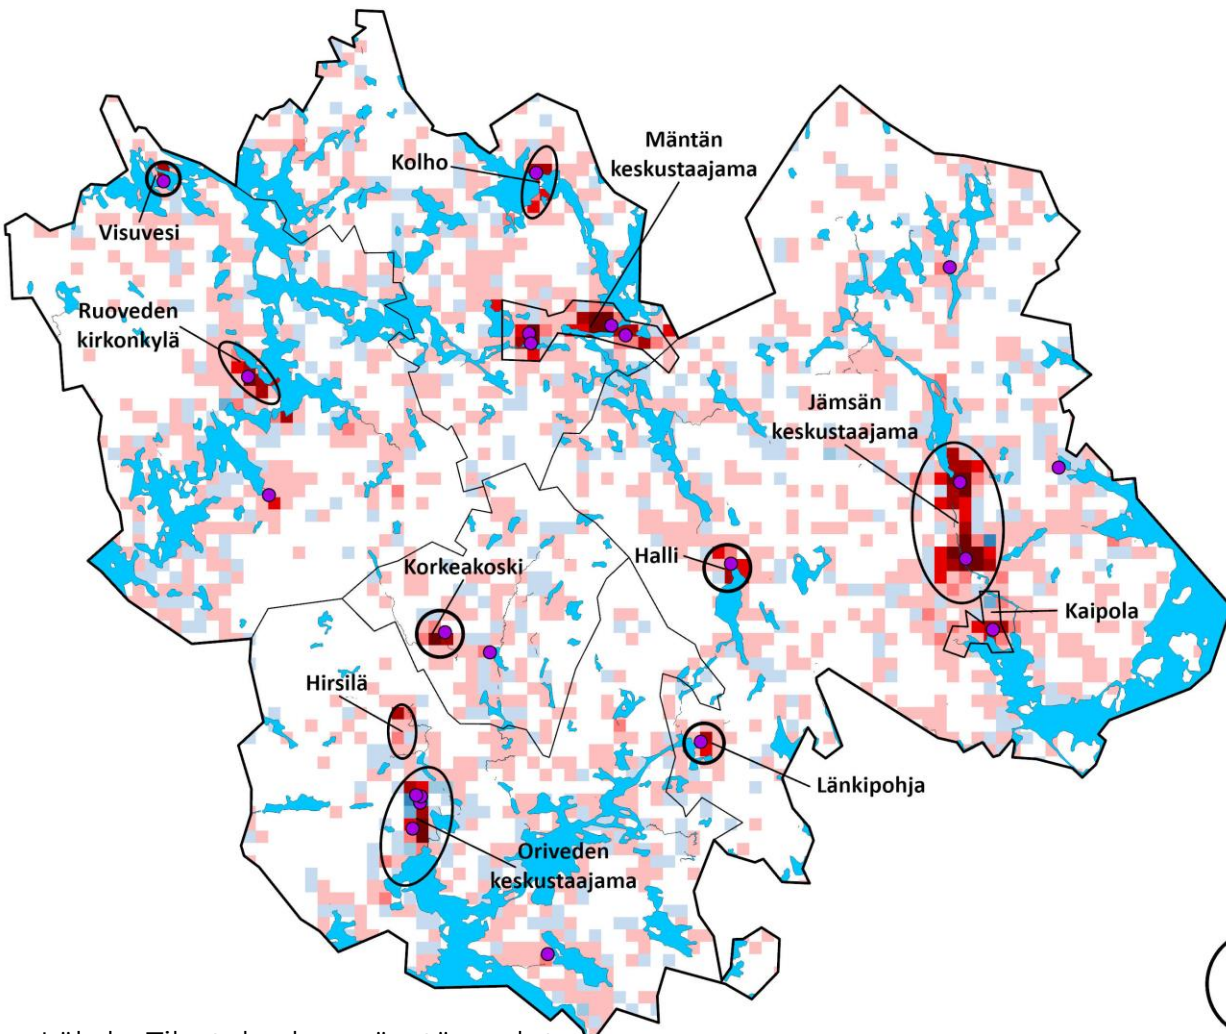 Mäntän
keskustaajama
Kolho
Visuvesi
Ruoveden
kirkonkylä
Jämsän
keskustaajama
Halli
Korkeakoski
Kaipola
Hirsilä
Länkipohja
Oriveden
keskustaajama